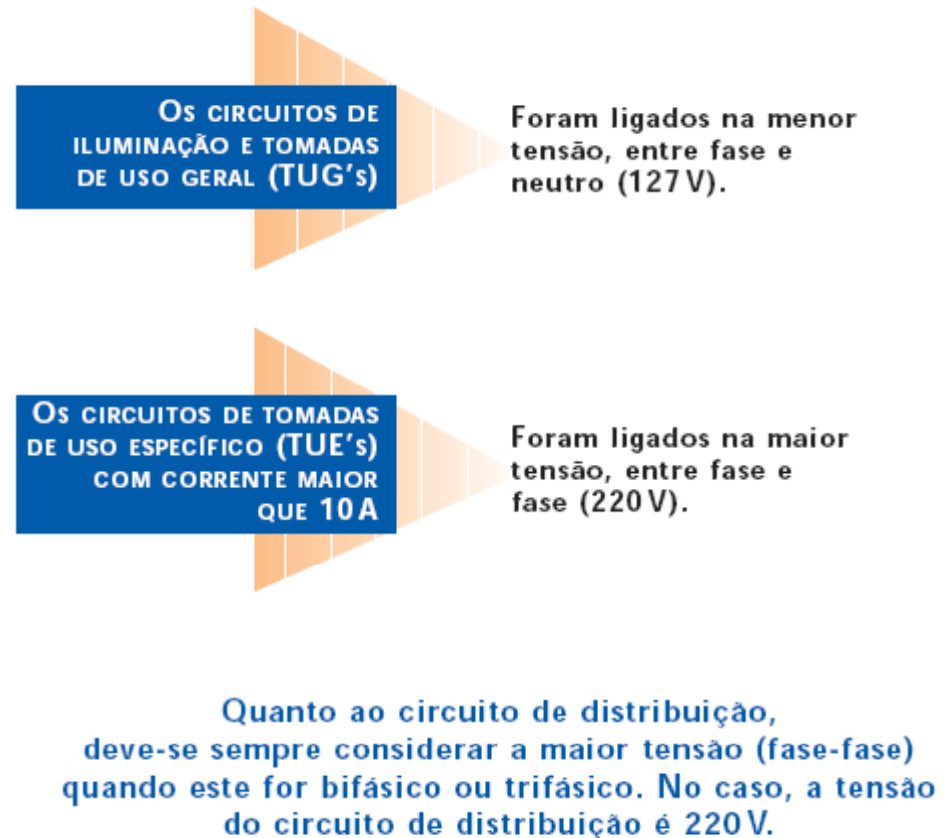 OS CIRCUITOS DE
ILUMINAÇÃO E TOMADAS
DE USO GERAL (TUG's)
Foram ligados na menor
tensão, entre fase e
neutro (127 V).
OS CIRCUITOS DE TOMADAS
DE USO ESPECÍFICO (TUE's)
COM CORRENTE MAIOR
QUE 10 A
Foram ligados na maior
tensão, entre fase e
fase (220 V).
Quanto ao circuito de distribuição,
deve-se sempre considerar a maior tensão (fase-fase)
quando este for bifásico ou trifásico. No caso, a tensão
do circuito de distribuição é 220 V.